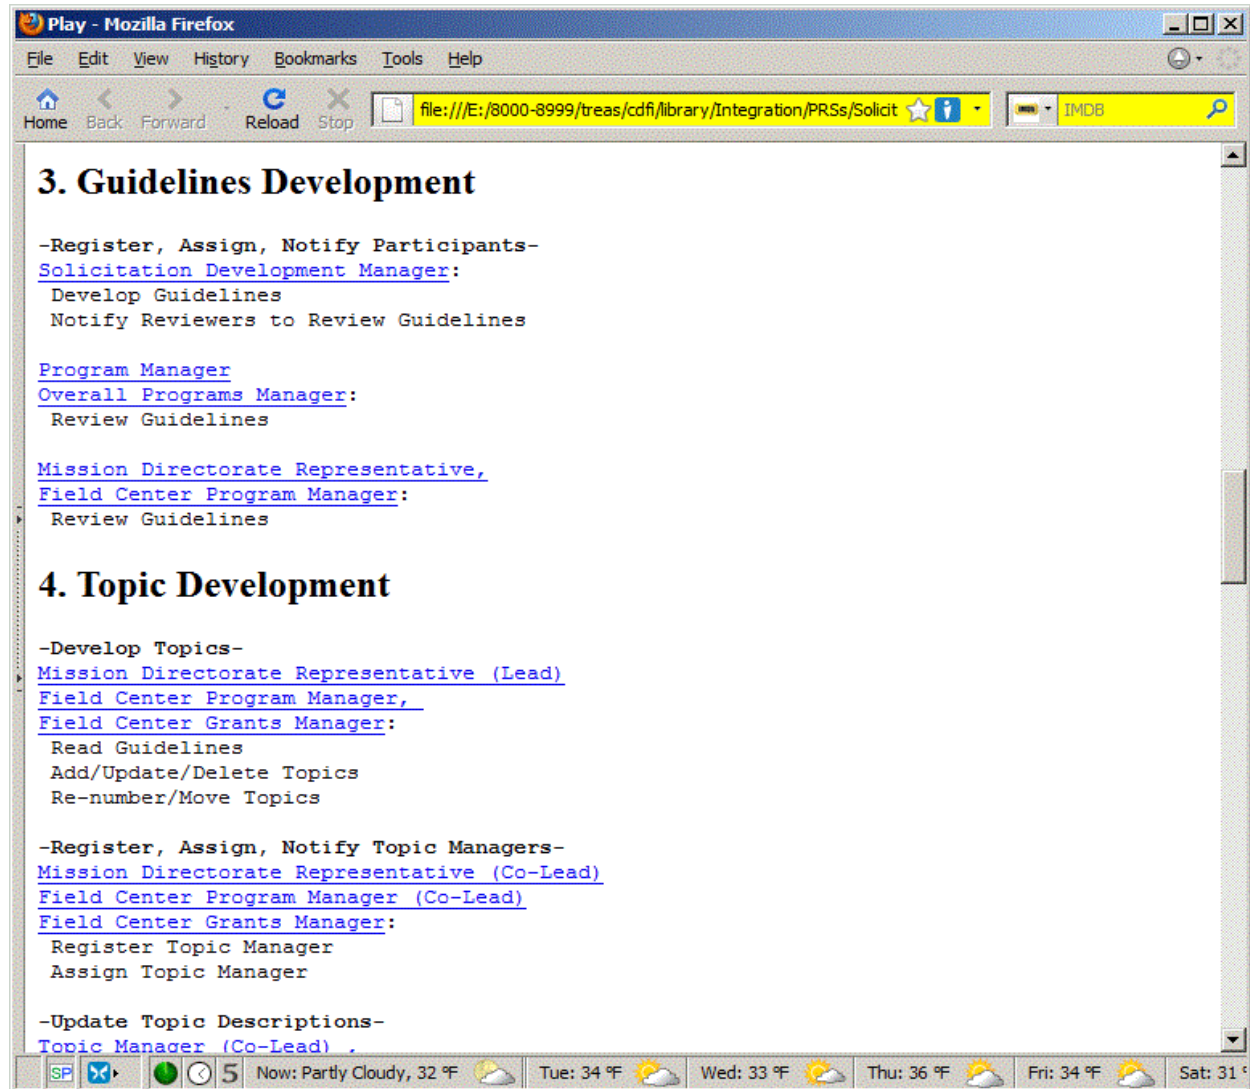 Play - Mozilla Firefox
File Edit View History Bookmarks Tools Help
Home Back Forward Reload Stop file:///E:/8000-8999/treas/cdfi/library/Integration/PRSs/Solicit IMDB
3. Guidelines Development
-Register, Assign, Notify Participants-
Solicitation Development Manager:
Develop Guidelines
Notify Reviewers to Review Guidelines
Program Manager
Overall Programs Manager:
Review Guidelines
Mission Directorate Representative,
Field Center Program Manager:
Review Guidelines
4. Topic Development
-Develop Topics-
Mission Directorate Representative (Lead)
Field Center Program Manager,
Field Center Grants Manager:
Read Guidelines
Add/Update/Delete Topics
Re-number/Move Topics
-Register, Assign, Notify Topic Managers-
Mission Directorate Representative (Co-Lead)
Field Center Program Manager (Co-Lead)
Field Center Grants Manager:
Register Topic Manager
Assign Topic Manager
-Update Topic Descriptions-
Topic Manager (Co-Lead) ,
SP 5 Now: Partly Cloudy, 32 °F Tue: 34 °F Wed: 33 °F Thu: 36 °F Fri: 34 °F Sat: 31 °